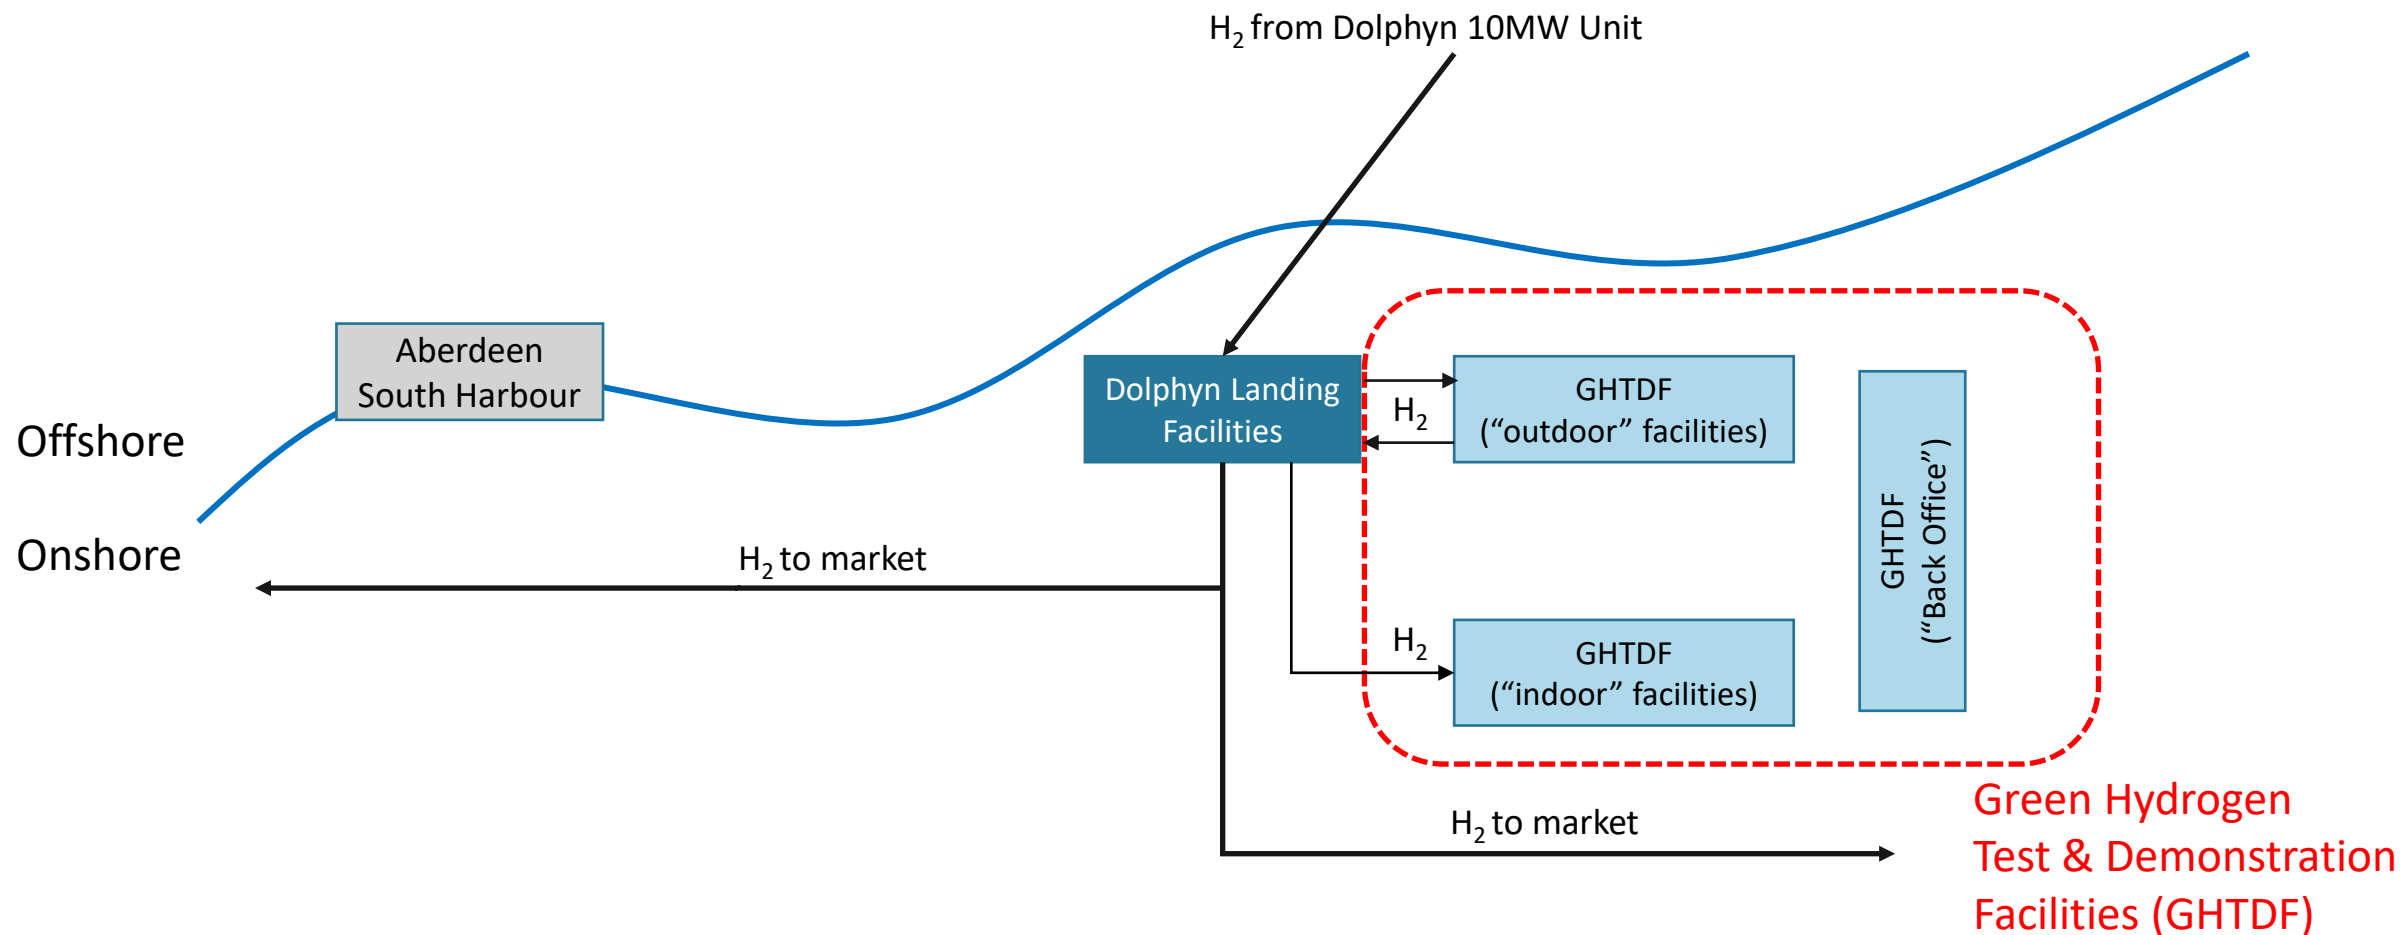 H₂ from Dolphyn 10MW Unit
Aberdeen
South Harbour
Offshore
Onshore
Dolphyn Landing
Facilities
H₂
GHTDF
(“outdoor” facilities)
GHTDF
(“Back Office”)
H₂ to market
H₂
GHTDF
(“indoor” facilities)
H₂ to market
Green Hydrogen
Test & Demonstration
Facilities (GHTDF)